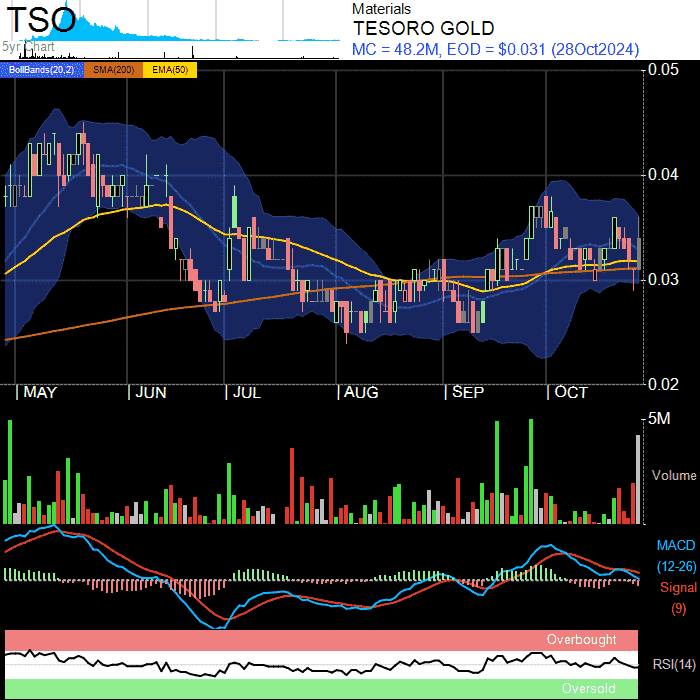 TSO
5yr Chart
Materials
TESORO GOLD
MC = 48.2M, EOD = $0.031 (28Oct2024)
BollBands(20,2) SMA(200) EMA(50)
0.05
0.04
0.03
0.02
MAY JUN JUL AUG SEP OCT
5M
Volume
MACD
(12-26)
Signal
(9)
Overbought
RSI(14)
Oversold